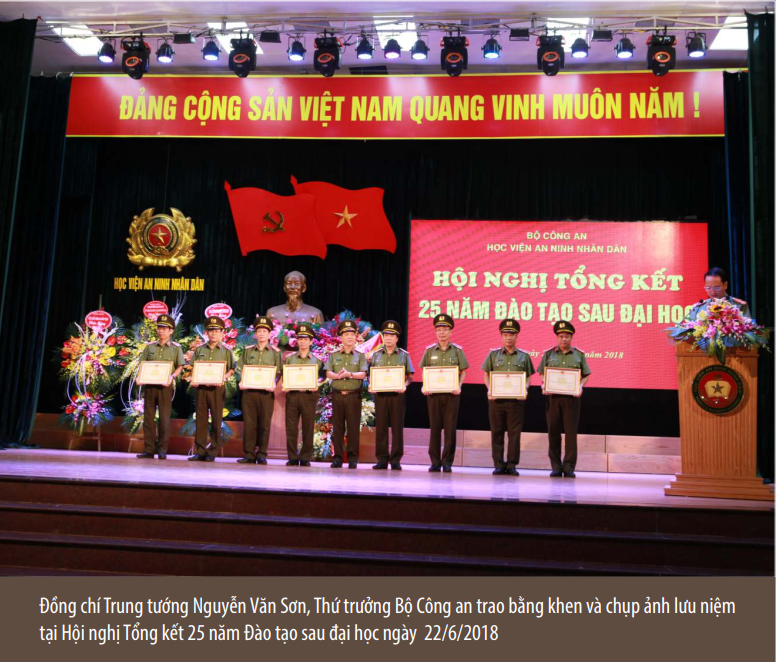 ĐẢNG CỘNG SẢN VIỆT NAM QUANG VINH MUÔN NĂM !
HỌC VIỆN AN NINH NHÂN DÂN
BỘ CÔNG AN
HỌC VIỆN AN NINH NHÂN DÂN
HỘI NGHỊ TỔNG KẾT
25 NĂM ĐÀO TẠO SAU ĐẠI HỌC
năm 2018
Đồng chí Trung tướng Nguyễn Văn Sơn, Thứ trưởng Bộ Công an trao bằng khen và chụp ảnh lưu niệm
tại Hội nghị Tổng kết 25 năm Đào tạo sau đại học ngày 22/6/2018